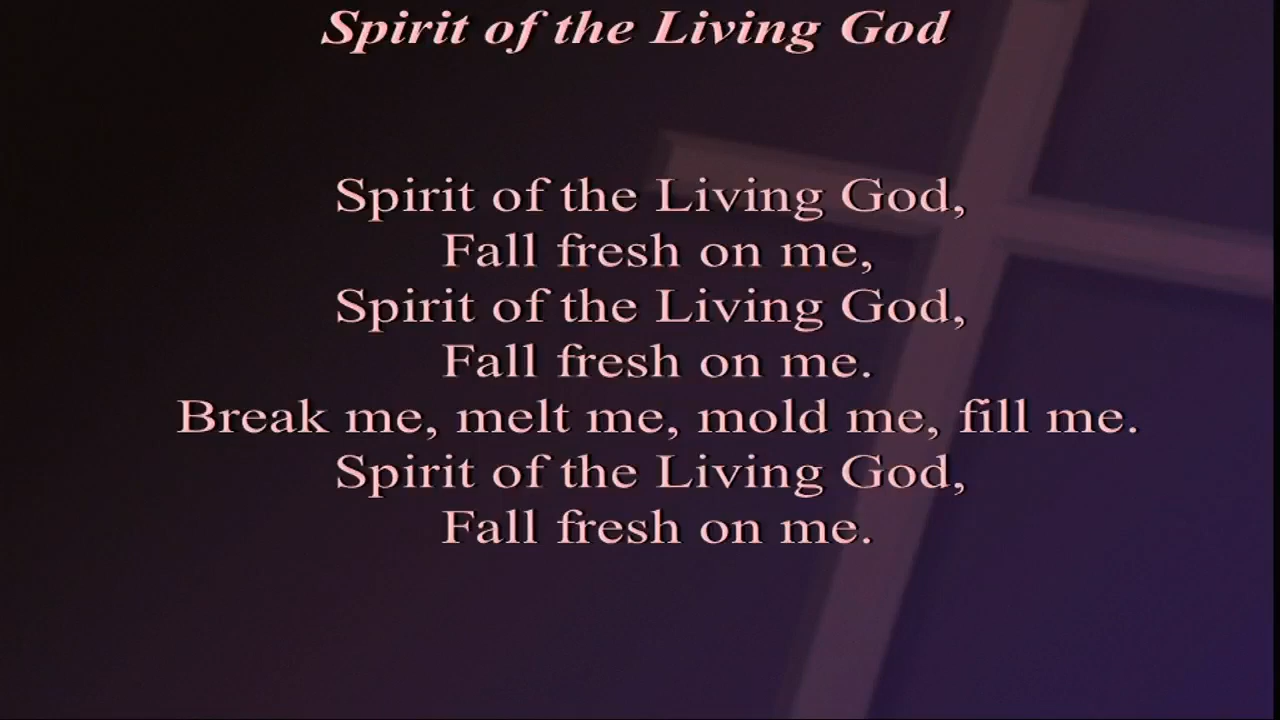 Spirit of the Living God
Spirit of the Living God,
Fall fresh on me,
Spirit of the Living God,
Fall fresh on me.
Break me, melt me, mold me, fill me.
Spirit of the Living God,
Fall fresh on me.